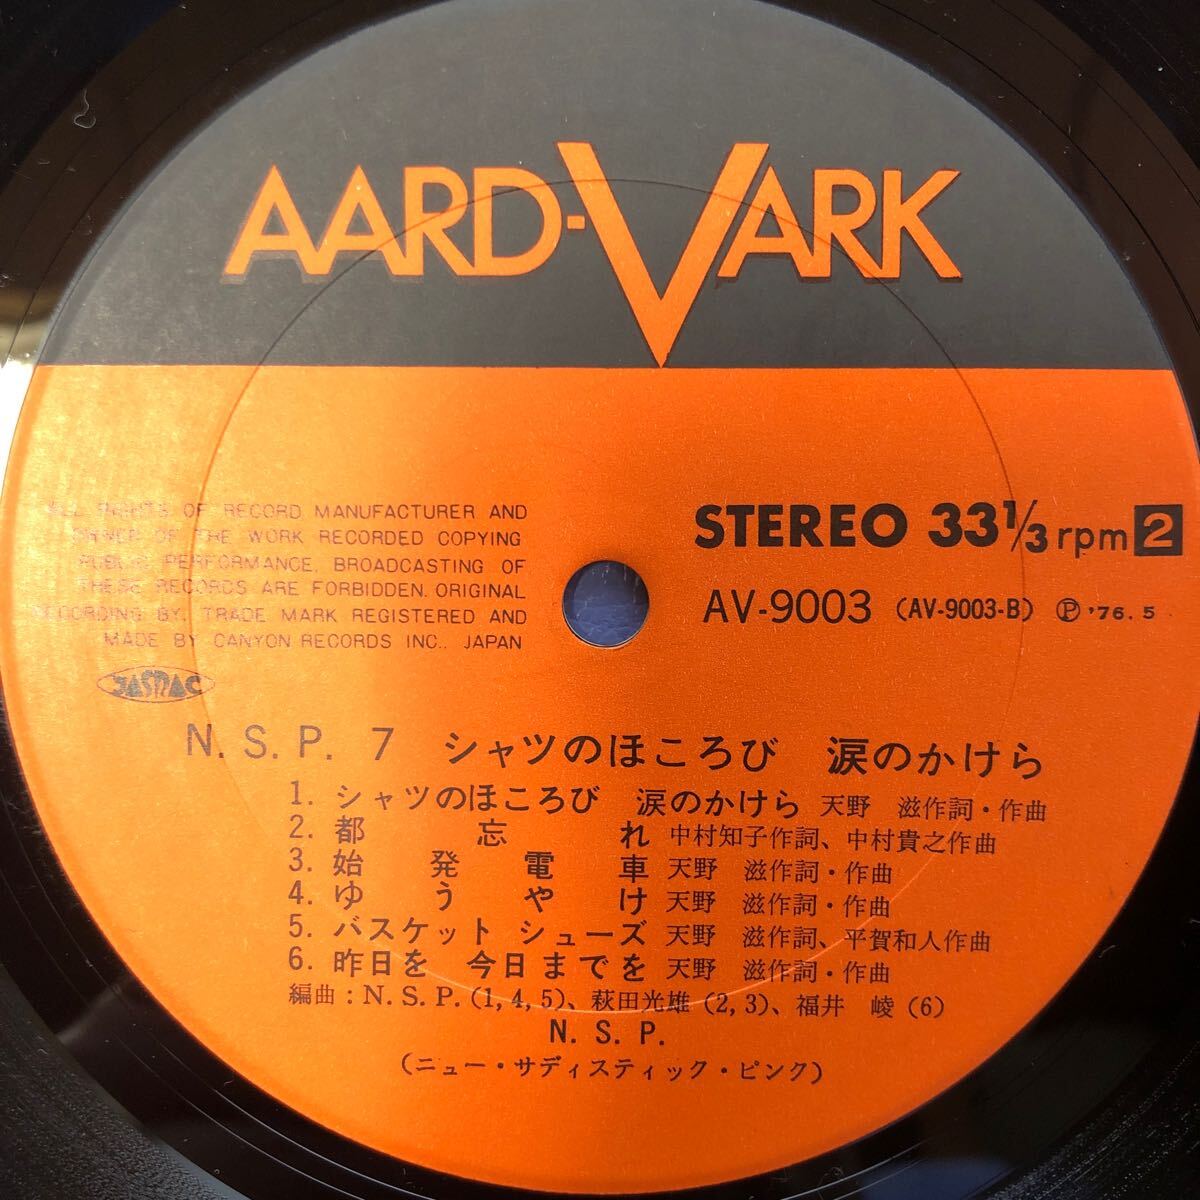 AARD-VARK
ALL RIGHTS OF RECORD MANUFACTURER AND
OWNER OF THE WORK RECORDED COPYING
PUBLIC PERFORMANCE, BROADCASTING OF
THESE RECORDS ARE FORBIDDEN. ORIGINAL
RECORDING BY. TRADE MARK REGISTERED AND
MADE BY CANYON RECORDS INC., JAPAN
JASRAC
STEREO 33 1/3 rpm 2
AV-9003 (AV-9003-B) Ⓟ '76.5
N.S.P. 7 シャツのほころび 涙のかけら
1. シャツのほころび 涙のかけら 天野 滋作詞・作曲
2. 都忘れ 中村知子作詞、中村貴之作曲
3. 始発電車 天野 滋作詞・作曲
4. ゆうやけ 天野 滋作詞・作曲
5. バスケット シューズ 天野 滋作詞、平賀和人作曲
6. 昨日を 今日までを 天野 滋作詞・作曲
編曲：N.S.P.(1,4,5)、萩田光雄(2,3)、福井 崚(6)
N.S.P.
(ニュー・サディスティック・ピンク)